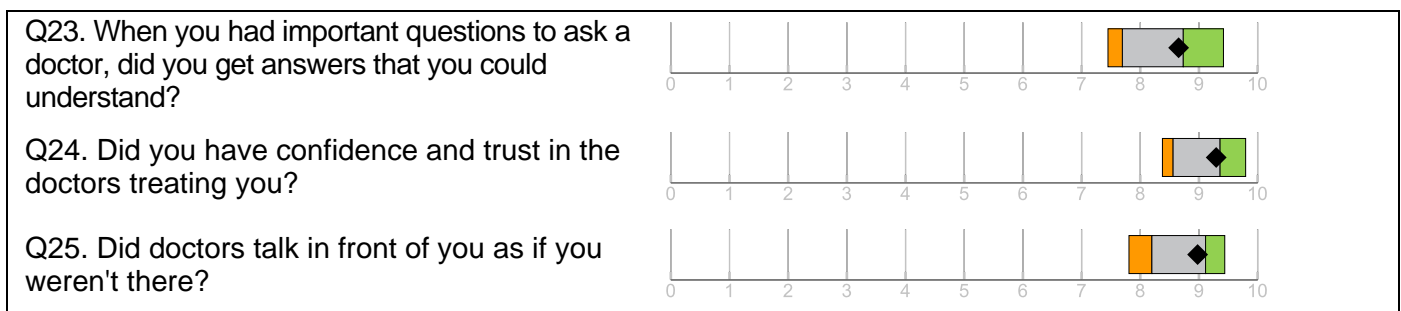 Q23. When you had important questions to ask a
doctor, did you get answers that you could
understand?
0 1 2 3 4 5 6 7 8 9 10
Q24. Did you have confidence and trust in the
doctors treating you?
0 1 2 3 4 5 6 7 8 9 10
Q25. Did doctors talk in front of you as if you
weren't there?
0 1 2 3 4 5 6 7 8 9 10